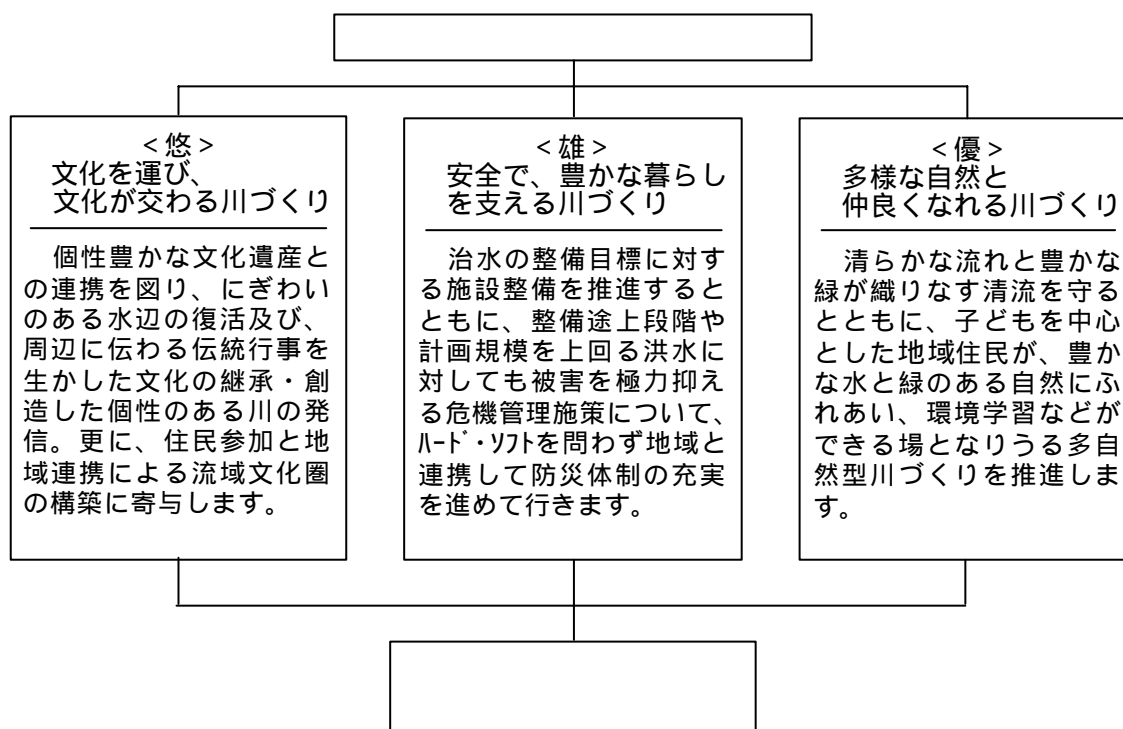 <悠>
文化を運び、
文化が交わる川づくり
個性豊かな文化遺産と
の連携を図り、にぎわい
のある水辺の復活及び、
周辺に伝わる伝統行事を
生かした文化の継承・創
造した個性のある川の発
信。更に、住民参加と地
域連携による流域文化圏
の構築に寄与します。
<雄>
安全で、豊かな暮らし
を支える川づくり
治水の整備目標に対す
る施設整備を推進すると
ともに、整備途上段階や
計画規模を上回る洪水に
対しても被害を極力抑え
る危機管理施策について、
ﾊｰﾄﾞ・ｿﾌﾄを問わず地域と
連携して防災体制の充実
を進めて行きます。
<優>
多様な自然と
仲良くなれる川づくり
清らかな流れと豊かな
緑が織りなす清流を守る
とともに、子どもを中心
とした地域住民が、豊か
な水と緑のある自然にふ
れあい、環境学習などが
できる場となりうる多自
然型川づくりを推進しま
す。